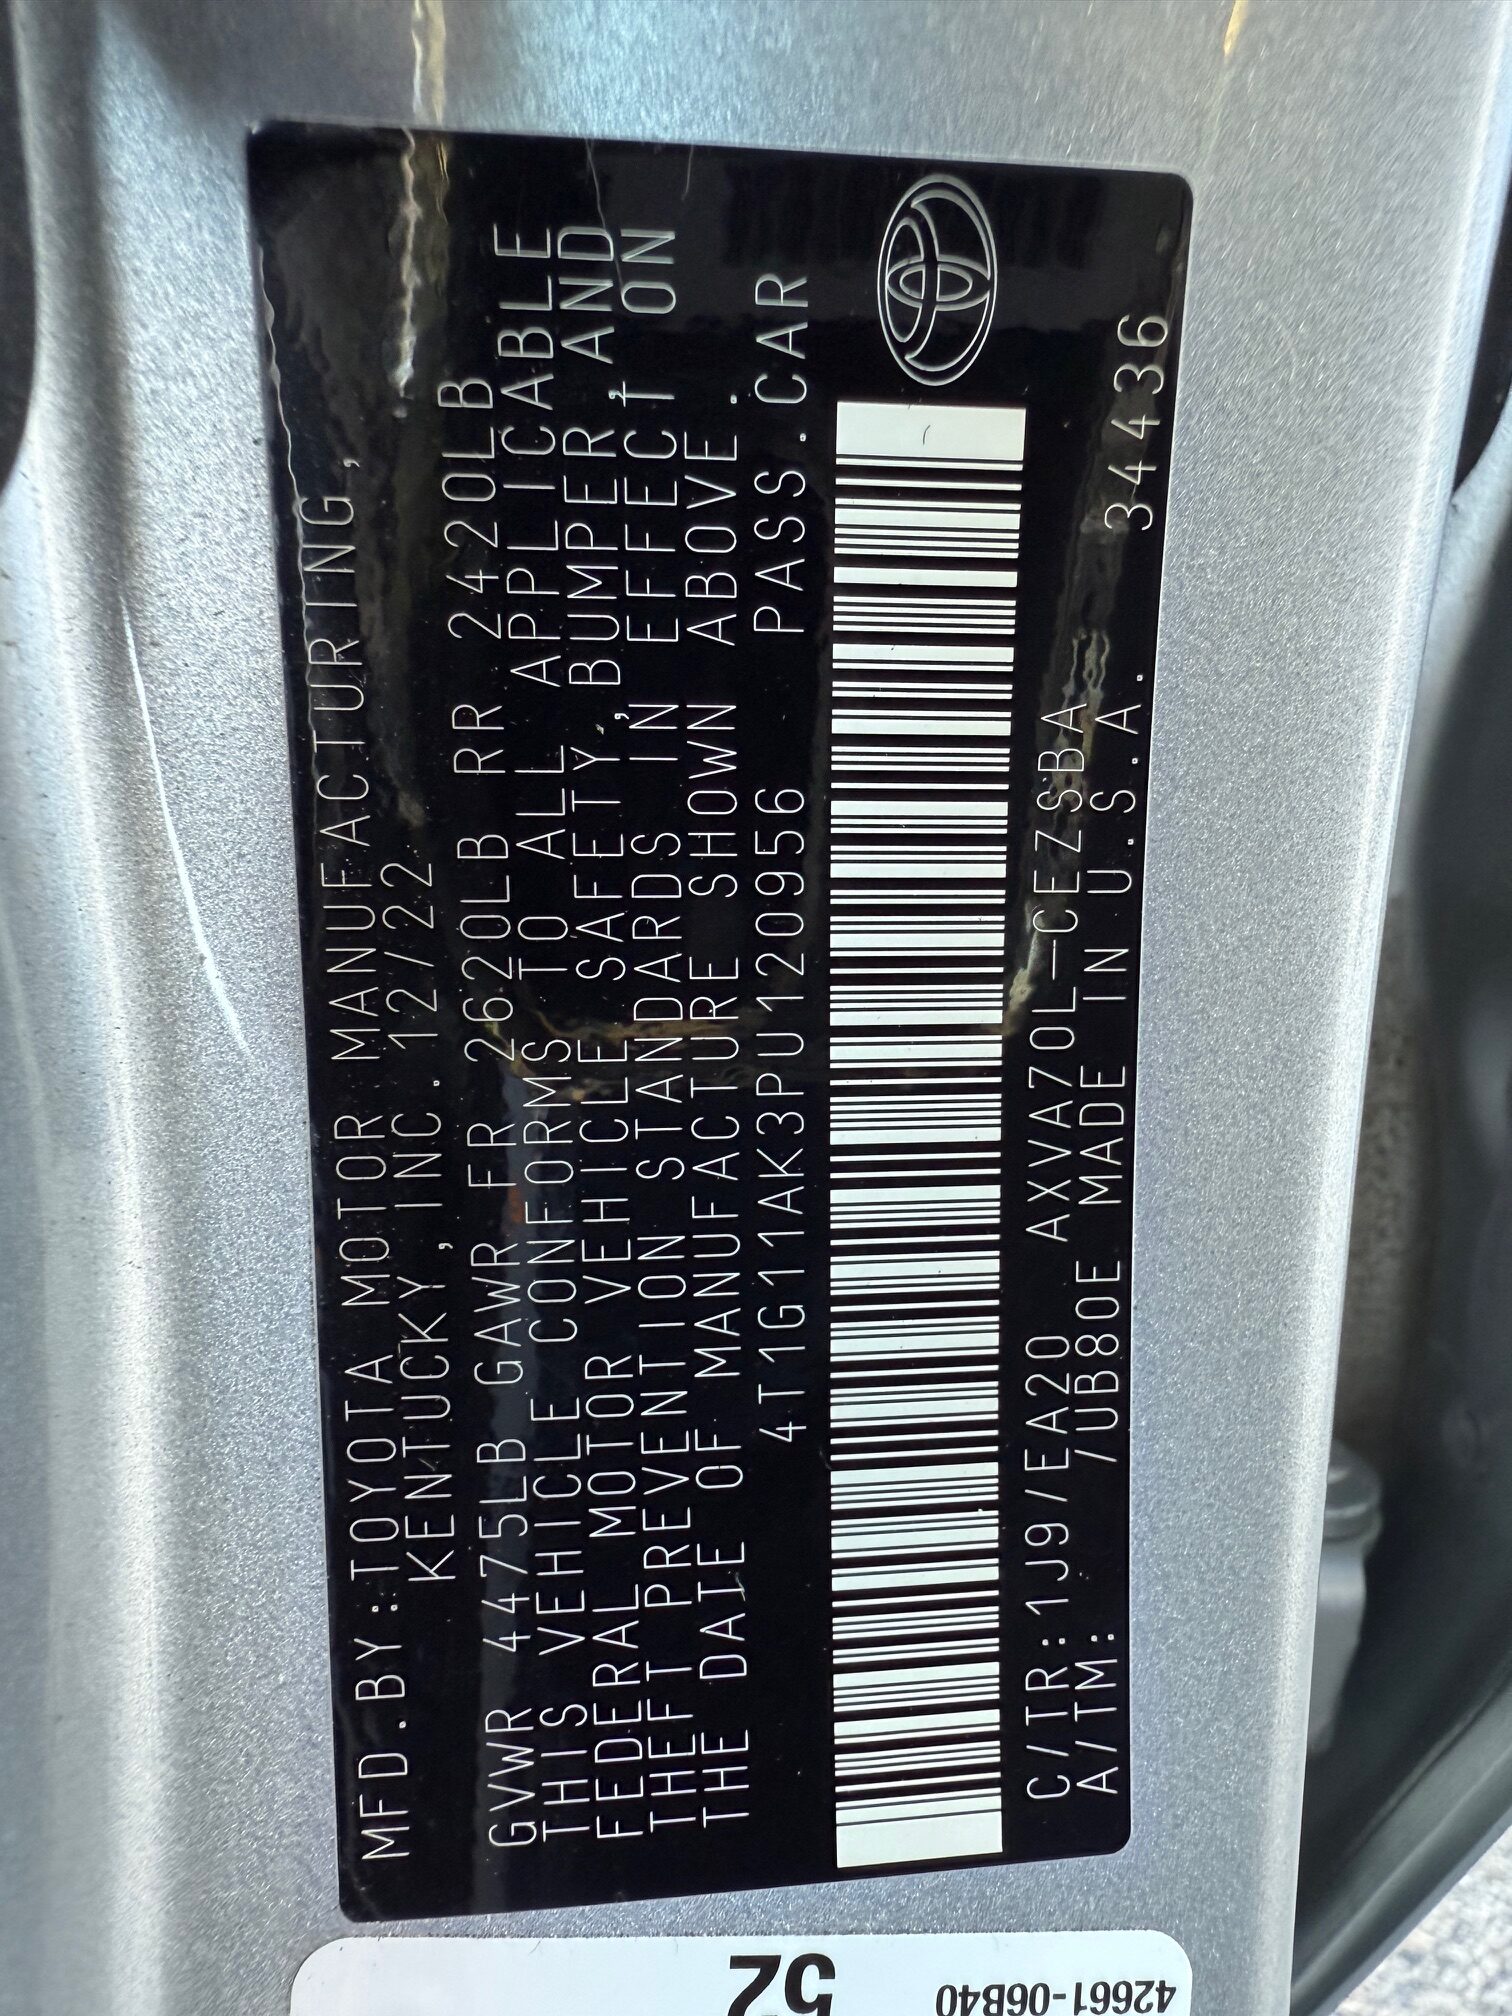 MFD.BY:TOYOTA MOTOR MANUFACTURING,
KENTUCKY, INC. 12/22
GVWR 4475LB GAWR FR 2620LB RR 2420LB
THIS VEHICLE CONFORMS TO ALL APPLICABLE
FEDERAL MOTOR VEHICLE SAFETY, BUMPER, AND
THEFT PREVENTION STANDARDS IN EFFECT ON
THE DATE OF MANUFACTURE SHOWN ABOVE.
4T1G11AK3PU120956 PASS.CAR
C/TR:1J9/EA20 AXVA70L-CEZSBA
A/TM: /UB80E MADE IN U.S.A. 34436
52
42661-06B40